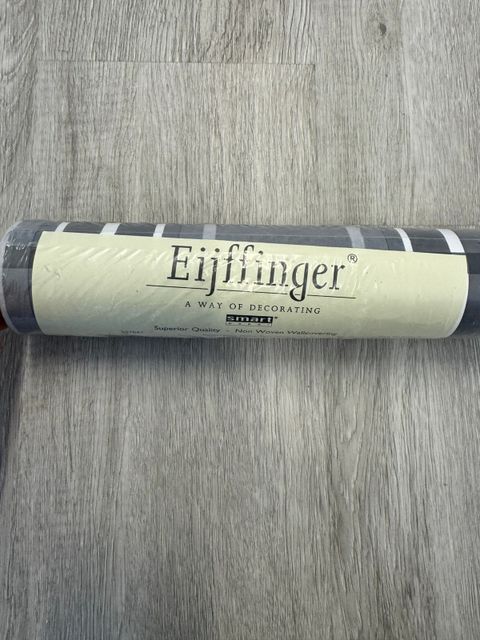 Eijffinger®
A WAY OF DECORATING
smart
Superior Quality - Non Woven Wallcovering